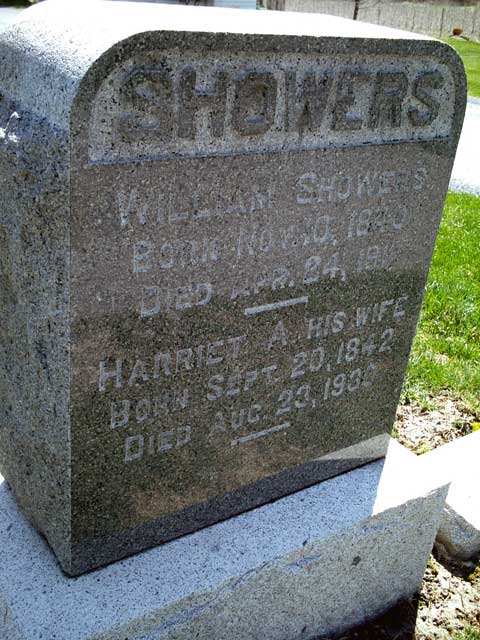 SHOWERS
WILLIAM SHOWERS
BORN NOV. 10, 1840
DIED APR. 24,
HARRIET A. HIS WIFE
BORN SEPT. 20, 1842
DIED AUG. 23,